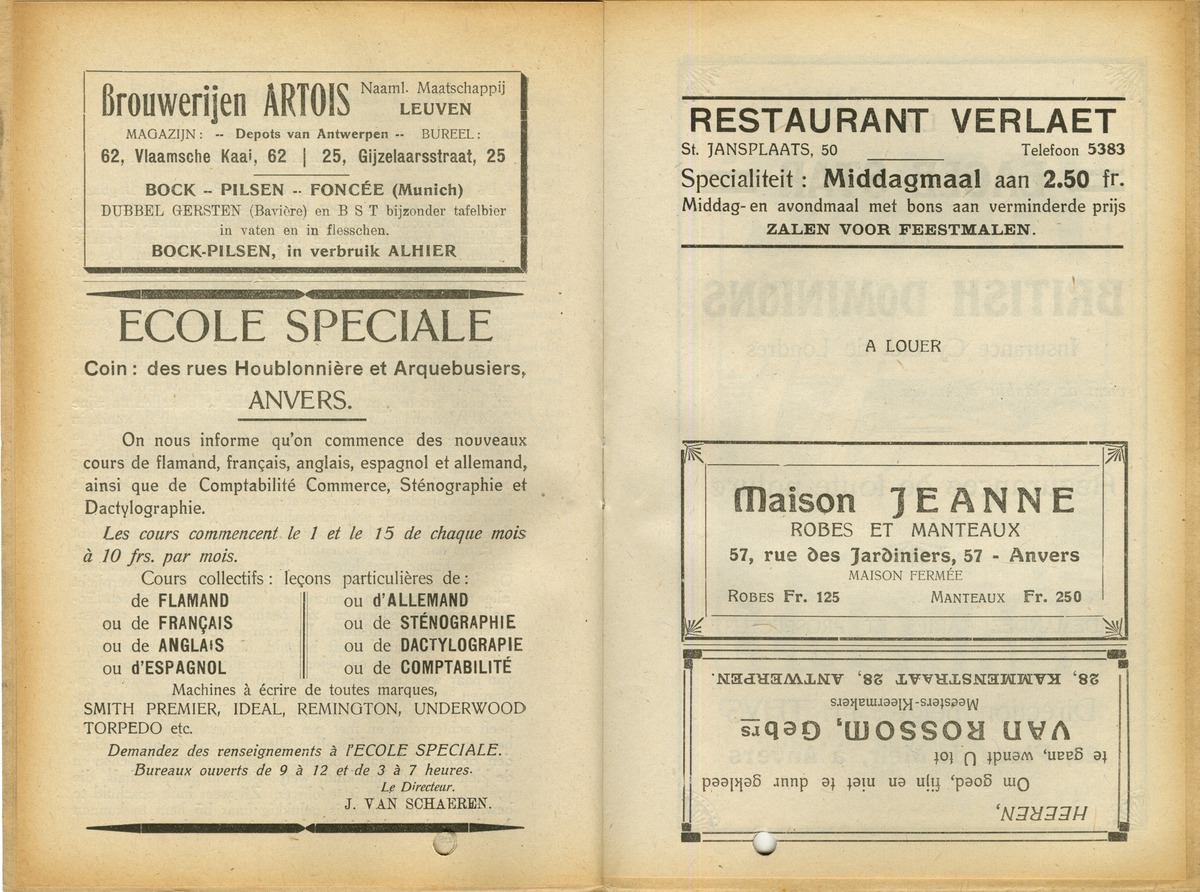 Brouwerijen ARTOIS Naaml. Maatschappij
LEUVEN
MAGAZIJN: -- Depots van Antwerpen -- BUREEL:
62, Vlaamsche Kaai, 62 | 25, Gijzelaarsstraat, 25
BOCK -- PILSEN -- FONCÉE (Munich)
DUBBEL GERSTEN (Bavière) en B S T bijzonder tafelbier
in vaten en in flesschen.
BOCK-PILSEN, in verbruik ALHIER
ECOLE SPECIALE
Coin : des rues Houblonnière et Arquebusiers,
ANVERS.
On nous informe qu'on commence des nouveaux
cours de flamand, français, anglais, espagnol et allemand,
ainsi que de Comptabilité Commerce, Sténographie et
Dactylographie.
Les cours commencent le 1 et le 15 de chaque mois
à 10 frs. par mois.
Cours collectifs : leçons particulières de :
de FLAMAND ou d'ALLEMAND
ou de FRANÇAIS ou de STÉNOGRAPHIE
ou de ANGLAIS ou de DACTYLOGRAPIE
ou d'ESPAGNOL ou de COMPTABILITÉ
Machines à écrire de toutes marques,
SMITH PREMIER, IDEAL, REMINGTON, UNDERWOOD
TORPEDO etc.
Demandez des renseignements à l'ECOLE SPECIALE.
Bureaux ouverts de 9 à 12 et de 3 à 7 heures.
Le Directeur.
J. VAN SCHAEREN.
RESTAURANT VERLAET
St. JANSPLAATS, 50 Telefoon 5383
Specialiteit : Middagmaal aan 2.50 fr.
Middag- en avondmaal met bons aan verminderde prijs
ZALEN VOOR FEESTMALEN.
A LOUER
Maison JEANNE
ROBES ET MANTEAUX
57, rue des Jardiniers, 57 - Anvers
MAISON FERMÉE
ROBES Fr. 125 MANTEAUX Fr. 250
HEEREN,
Om goed, fijn en niet te duur gekleed
te gaan, wendt U tot
VAN ROSSOM, Gebrs
Meesters-Kleermakers
28, KAMMENSTRAAT 28, ANTWERPEN.